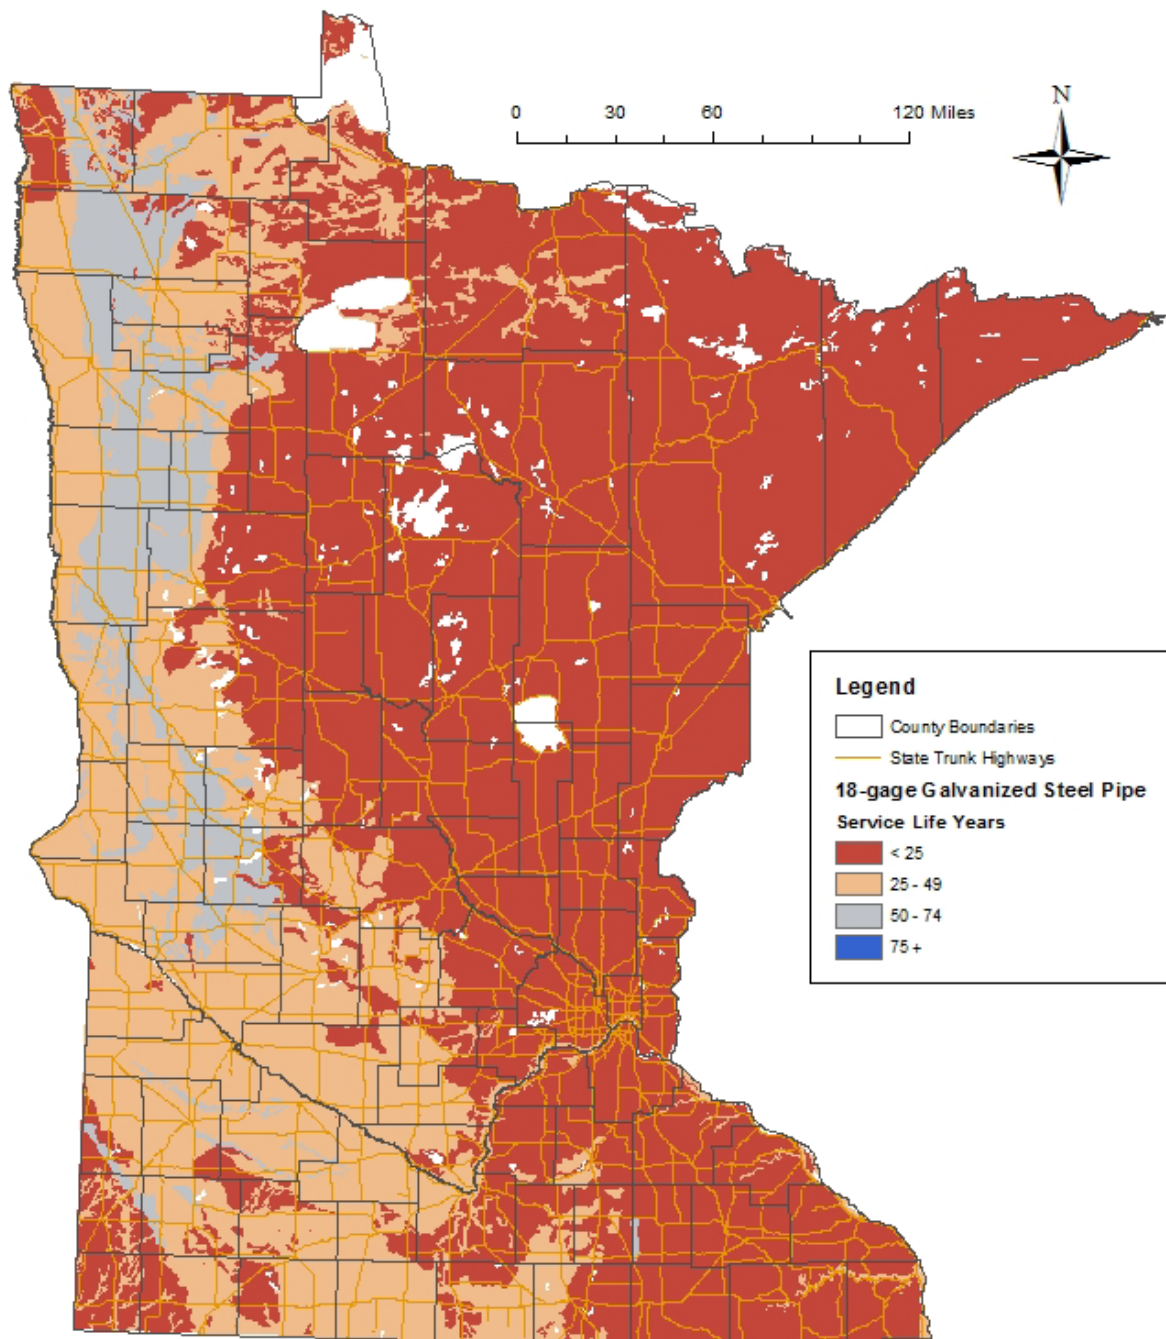 N
0 30 60 120 Miles
Legend
County Boundaries
State Trunk Highways
18-gage Galvanized Steel Pipe
Service Life Years
< 25
25 - 49
50 - 74
75 +